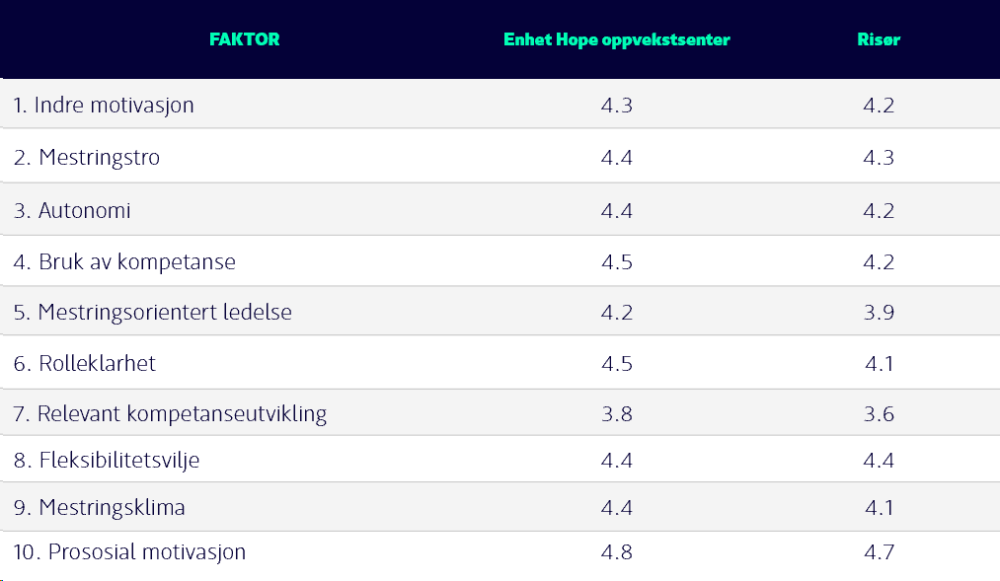 FAKTOR Enhet Hope oppvekstsenter Risør
1. Indre motivasjon 4.3 4.2
2. Mestringstro 4.4 4.3
3. Autonomi 4.4 4.2
4. Bruk av kompetanse 4.5 4.2
5. Mestringsorientert ledelse 4.2 3.9
6. Rolleklarhet 4.5 4.1
7. Relevant kompetanseutvikling 3.8 3.6
8. Fleksibilitetsvilje 4.4 4.4
9. Mestringsklima 4.4 4.1
10. Prososial motivasjon 4.8 4.7